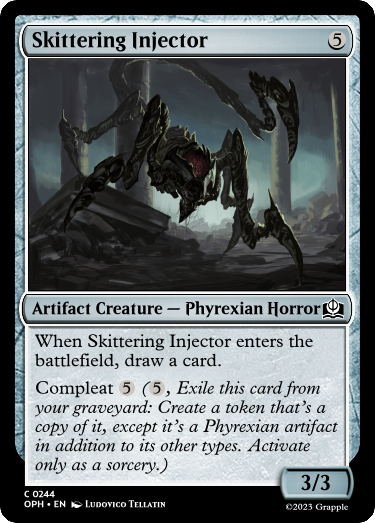 Skittering Injector 5
Artifact Creature — Phyrexian Horror
When Skittering Injector enters the
battlefield, draw a card.
Compleat 5 (5, Exile this card from
your graveyard: Create a token that's a
copy of it, except it's a Phyrexian artifact
in addition to its other types. Activate
only as a sorcery.)
3/3
C 0244
OPH • EN Ludovico Tellatin
©2023 Grapple